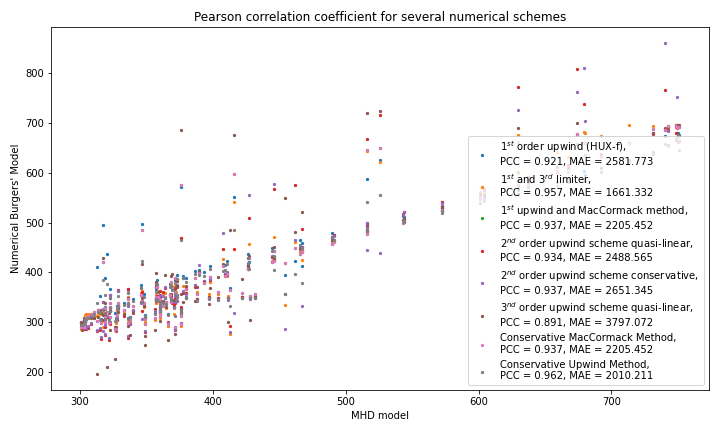 Pearson correlation coefficient for several numerical schemes
Numerical Burgers' Model
800
700
600
500
400
300
200
1st order upwind (HUX-f),
PCC = 0.921, MAE = 2581.773
1st and 3rd limiter,
PCC = 0.957, MAE = 1661.332
1st upwind and MacCormack method,
PCC = 0.937, MAE = 2205.452
2nd order upwind scheme quasi-linear,
PCC = 0.934, MAE = 2488.565
2nd order upwind scheme conservative,
PCC = 0.937, MAE = 2651.345
3rd order upwind scheme quasi-linear,
PCC = 0.891, MAE = 3797.072
Conservative MacCormack Method,
PCC = 0.937, MAE = 2205.452
Conservative Upwind Method,
PCC = 0.962, MAE = 2010.211
300 400 500 600 700
MHD model